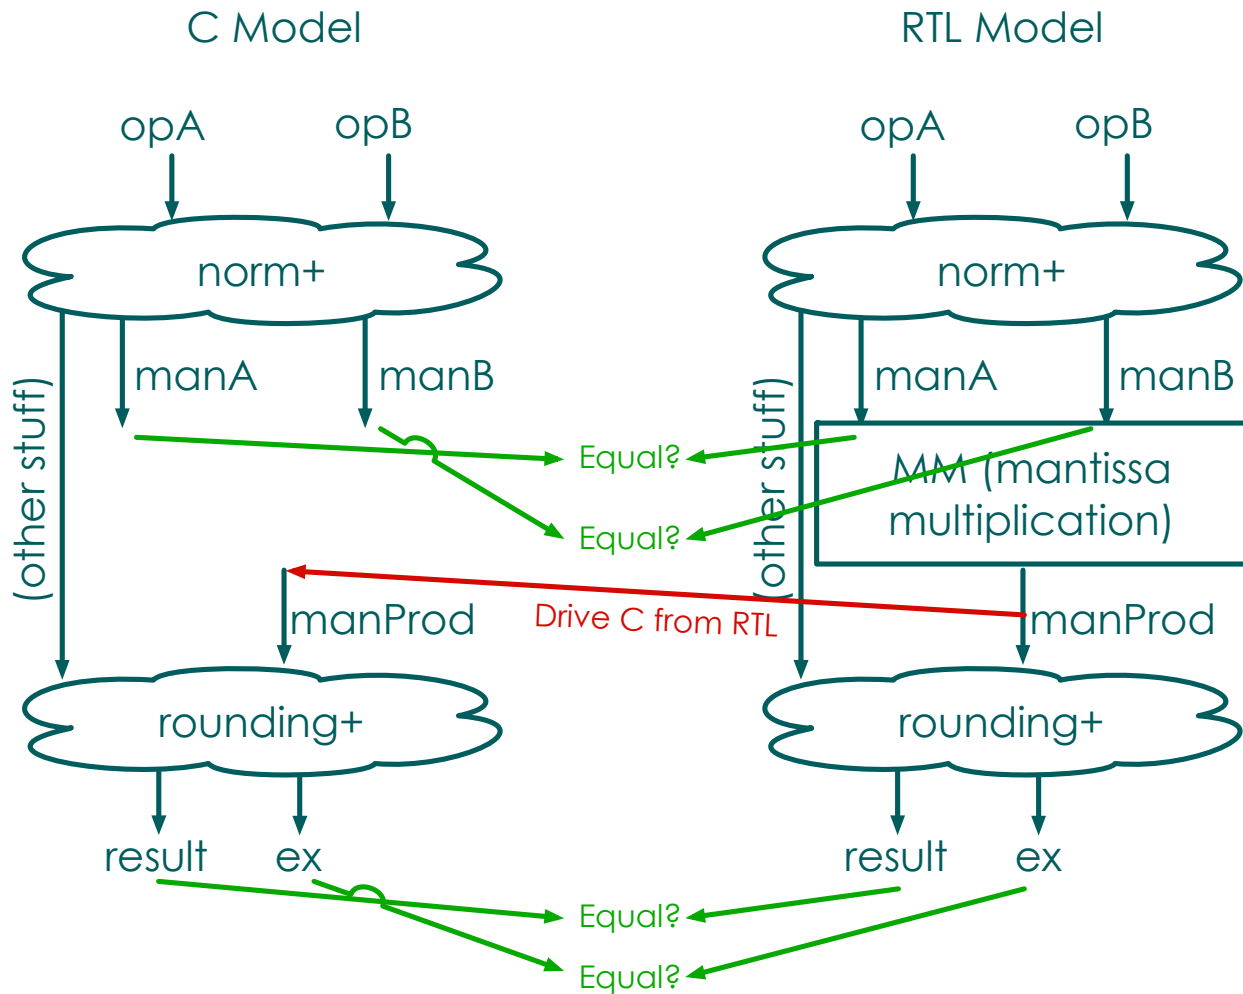 C Model
RTL Model
opA
opB
opA
opB
norm+
norm+
manA
manB
manA
manB
(other stuff)
(other stuff)
Equal?
MM (mantissa
multiplication)
Equal?
Drive C from RTL
manProd
manProd
rounding+
rounding+
result
ex
result
ex
Equal?
Equal?